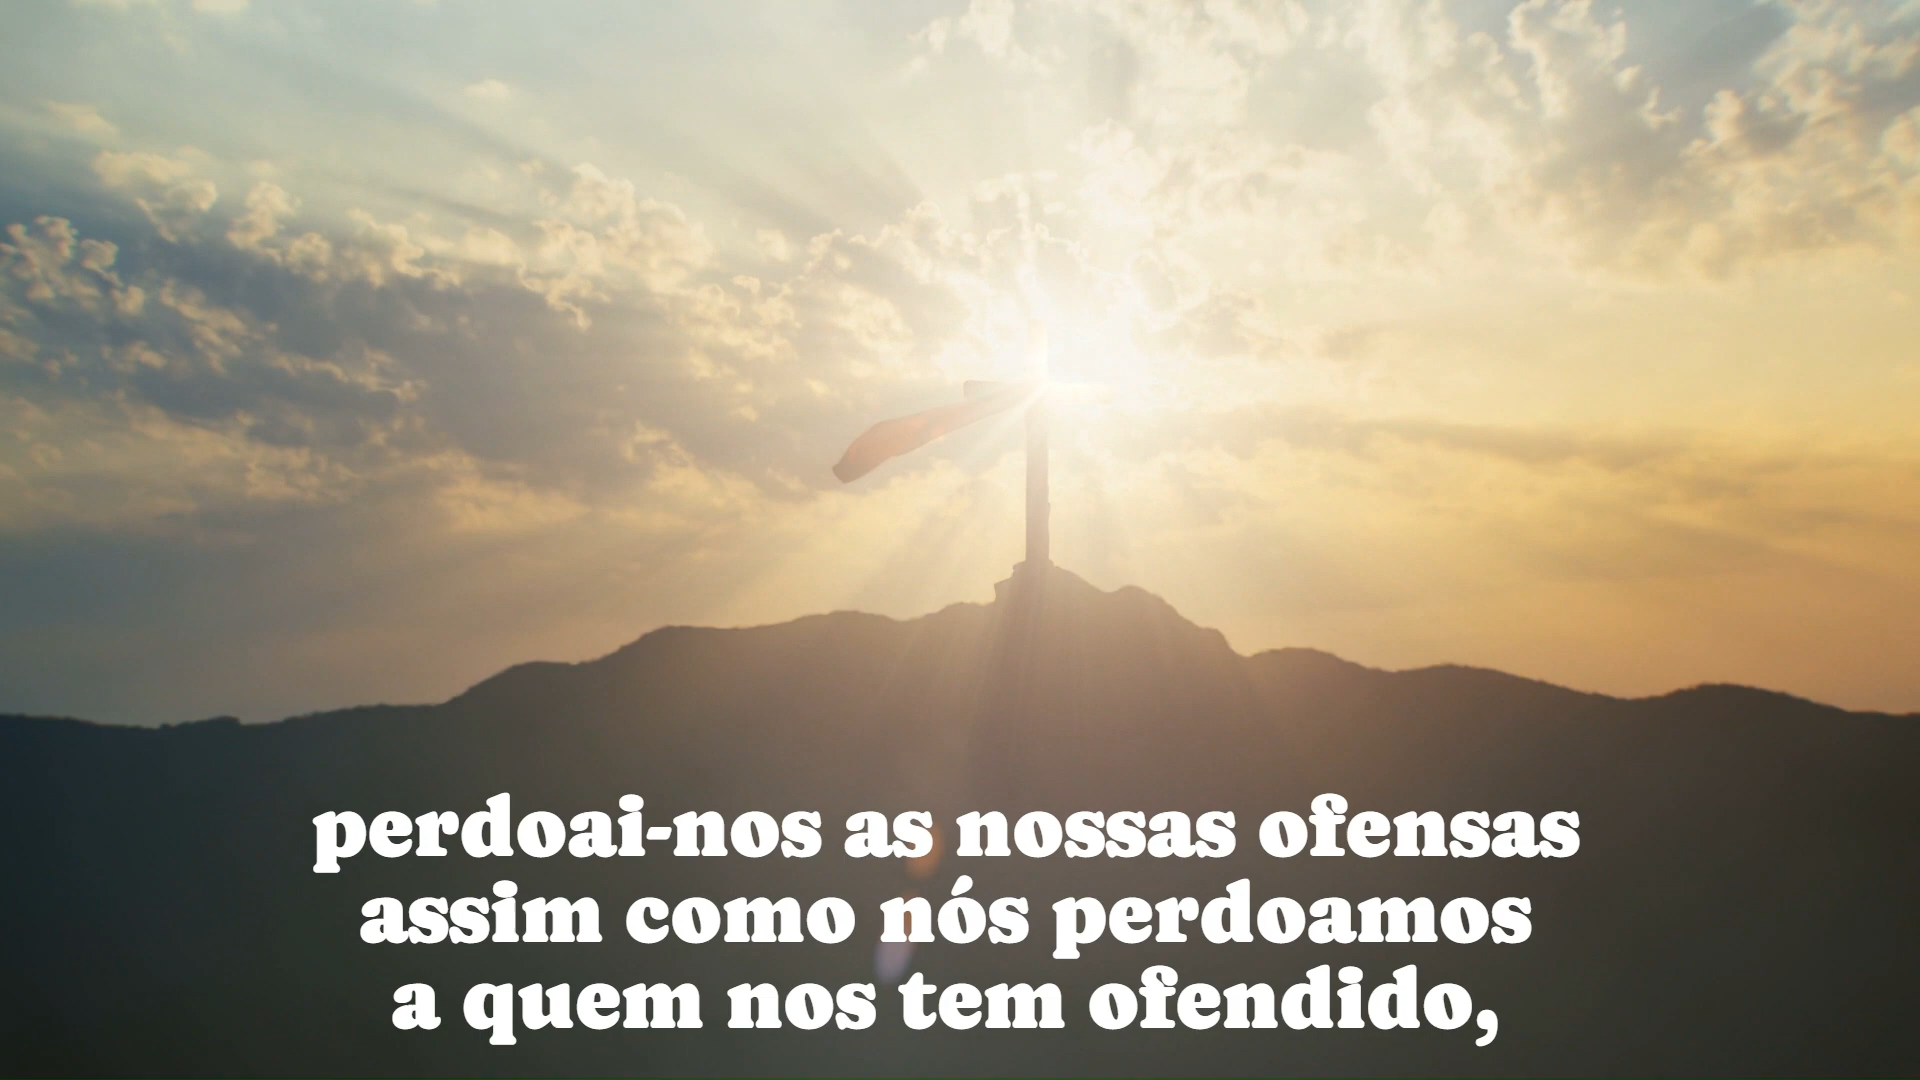 perdoai-nos as nossas ofensas
assim como nós perdoamos
a quem nos tem ofendido,